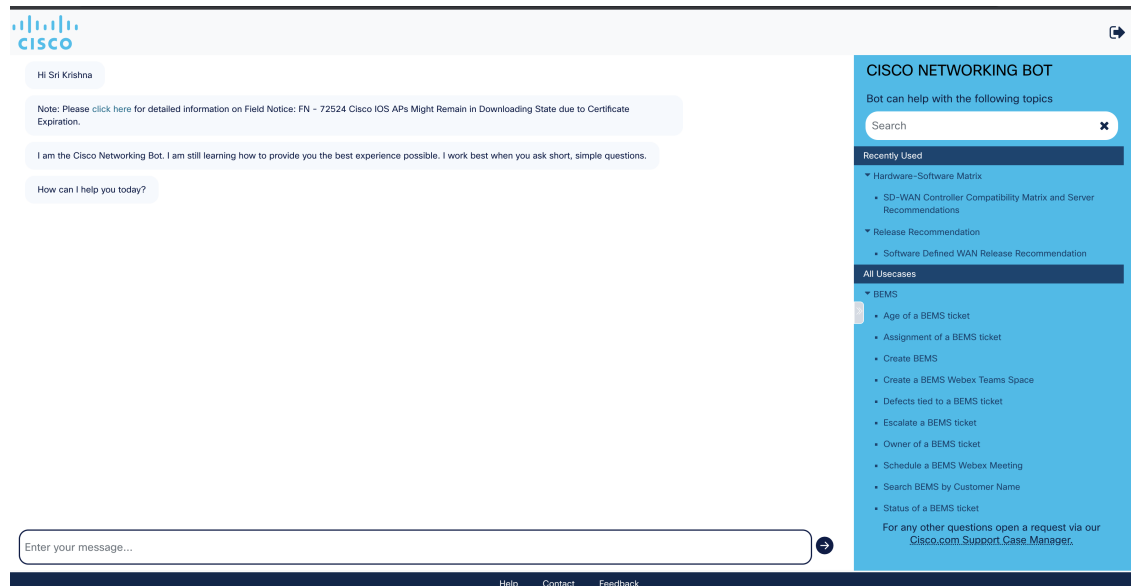 CISCO
Hi Sri Krishna
Note: Please click here for detailed information on Field Notice: FN - 72524 Cisco IOS APs Might Remain in Downloading State due to Certificate
Expiration.
I am the Cisco Networking Bot. I am still learning how to provide you the best experience possible. I work best when you ask short, simple questions.
How can I help you today?
Enter your message...
CISCO NETWORKING BOT
Bot can help with the following topics
Search
Recently Used
Hardware-Software Matrix
SD-WAN Controller Compatibility Matrix and Server
Recommendations
Release Recommendation
Software Defined WAN Release Recommendation
All Usecases
BEMS
Age of a BEMS ticket
Assignment of a BEMS ticket
Create BEMS
Create a BEMS Webex Teams Space
Defects tied to a BEMS ticket
Escalate a BEMS ticket
Owner of a BEMS ticket
Schedule a BEMS Webex Meeting
Search BEMS by Customer Name
Status of a BEMS ticket
For any other questions open a request via our
Cisco.com Support Case Manager.
Help Contact Feedback